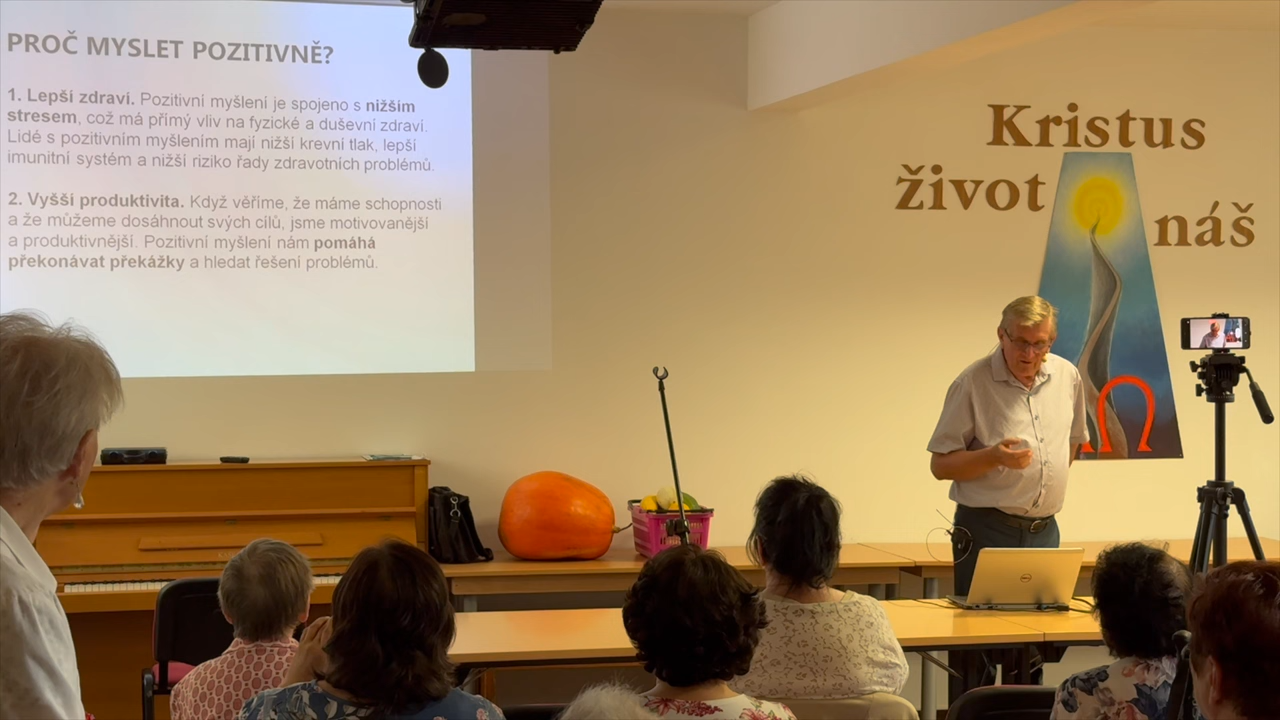 PROČ MYSLET POZITIVNĚ?
1. Lepší zdraví. Pozitivní myšlení je spojeno s nižším
stresem, což má přímý vliv na fyzické a duševní zdraví.
Lidé s pozitivním myšlením mají nižší krevní tlak, lepší
imunitní systém a nižší riziko řady zdravotních problémů.
2. Vyšší produktivita. Když věříme, že máme schopnosti
a že můžeme dosáhnout svých cílů, jsme motivovanější
a produktivnější. Pozitivní myšlení nám pomáhá
překonávat překážky a hledat řešení problémů.
Kristus
život
náš
Ω
DELL